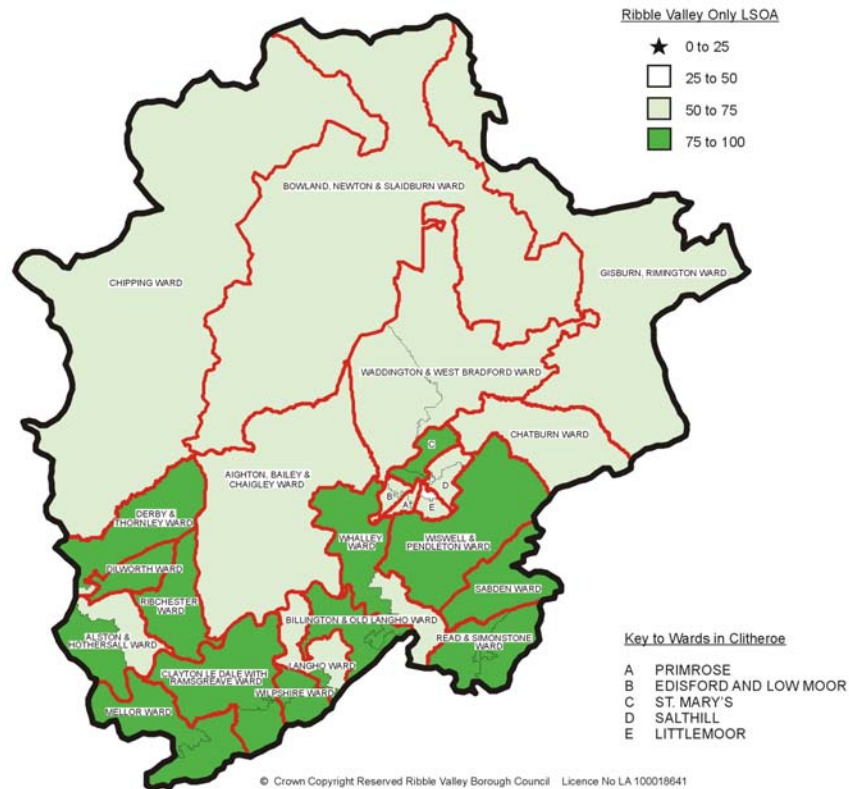 Ribble Valley Only LSOA
0 to 25
25 to 50
50 to 75
75 to 100
BOWLAND, NEWTON & SLAIDBURN WARD
CHIPPING WARD
GISBURN, RIMINGTON WARD
WADDINGTON & WEST BRADFORD WARD
CHATBURN WARD
C
AIGHTON, BAILEY &
CHAIGLEY WARD
D
B
A
E
DERBY &
THORNLEY WARD
WHALLEY
WARD
WISWELL &
PENDLETON WARD
DILWORTH WARD
SABDEN WARD
RIBCHESTER
WARD
BILLINGTON & OLD LANGHO WARD
ALSTON &
HOTHERSALL WARD
READ & SIMONSTONE
WARD
LANGHO WARD
CLAYTON LE DALE WITH
RAMSGREAVE WARD
WILPSHIRE WARD
MELLOR WARD
Key to Wards in Clitheroe
A PRIMROSE
B EDISFORD AND LOW MOOR
C ST. MARY'S
D SALTHILL
E LITTLEMOOR
© Crown Copyright Reserved Ribble Valley Borough Council Licence No LA 100018641